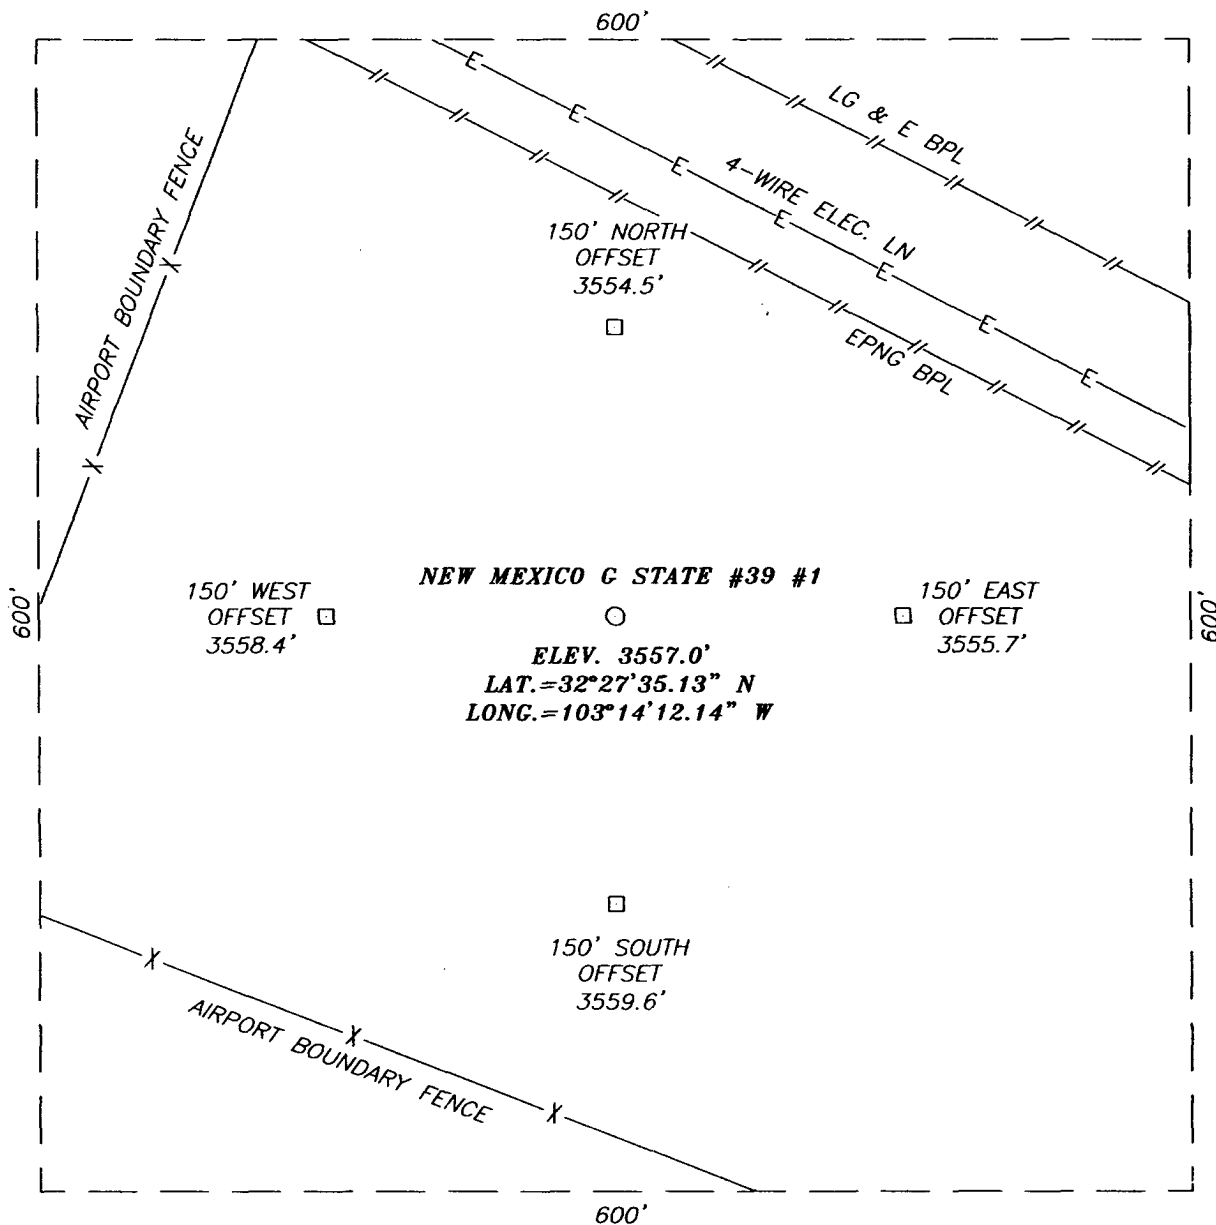 600'
LG & E BPL
4-WIRE ELEC. LN
AIRPORT BOUNDARY FENCE
150' NORTH
OFFSET
3554.5'
EPNG BPL
NEW MEXICO G STATE #39 #1
150' WEST
OFFSET
3558.4'
150' EAST
OFFSET
3555.7'
600'
600'
ELEV. 3557.0'
LAT.=32°27'35.13" N
LONG.=103°14'12.14" W
150' SOUTH
OFFSET
3559.6'
AIRPORT BOUNDARY FENCE
600'